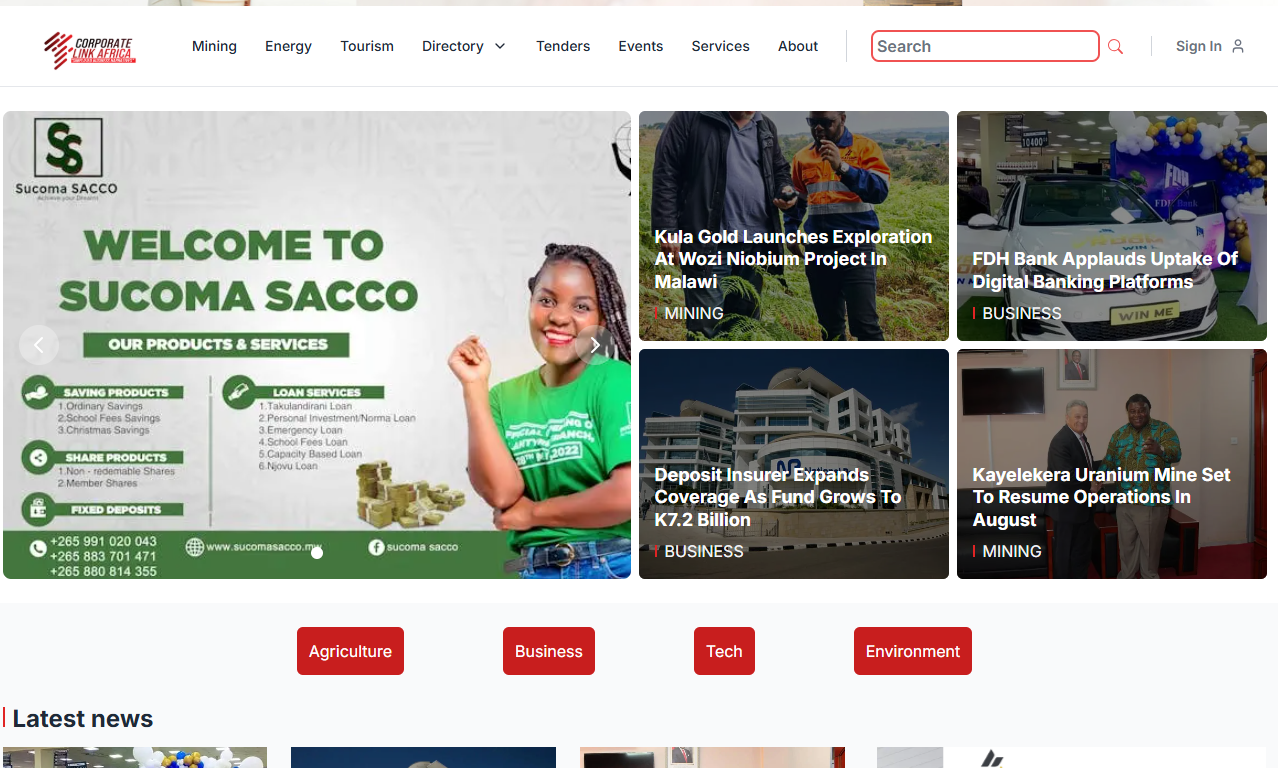 CORPORATE
LINK AFRICA
Mining
Energy
Tourism
Directory
Tenders
Events
Services
About
Search
Sign In
SS
Sucoma SACCO
Achieve your Dreams
WELCOME TO
SUCOMA SACCO
OUR PRODUCTS & SERVICES
SAVING PRODUCTS
1.Ordinary Savings
2.School Fees Savings
3.Christmas Savings
SHARE PRODUCTS
1.Non - redemable Shares
2.Member Shares
FIXED DEPOSITS
LOAN SERVICES
1.Takulandirani Loan
2.Personal Investment/Norma Loan
3.Emergency Loan
4.School Fees Loan
5.Capacity Based Loan
6.Njovu Loan
+265 991 020 043
+265 883 701 471
+265 880 814 355
www.sucomasacco.mw
sucoma sacco
Kula Gold Launches Exploration
At Wozi Niobium Project In
Malawi
MINING
10400
FDH
FDH Bank
WIN ME
FDH Bank Applauds Uptake Of
Digital Banking Platforms
BUSINESS
Deposit Insurer Expands
Coverage As Fund Grows To
K7.2 Billion
BUSINESS
Kayelekera Uranium Mine Set
To Resume Operations In
August
MINING
Agriculture
Business
Tech
Environment
Latest news